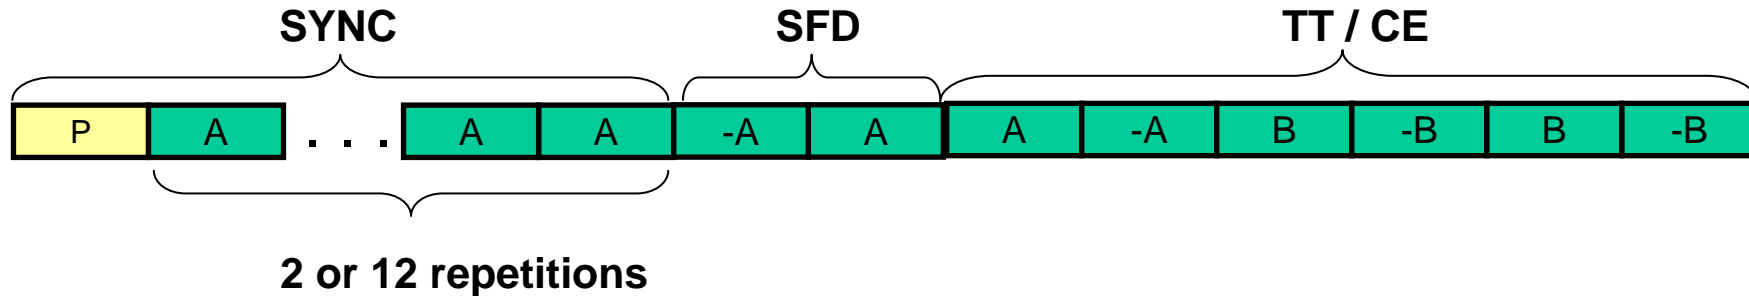 SYNC SFD TT / CE
P A . . . A A -A A A -A B -B B -B
2 or 12 repetitions